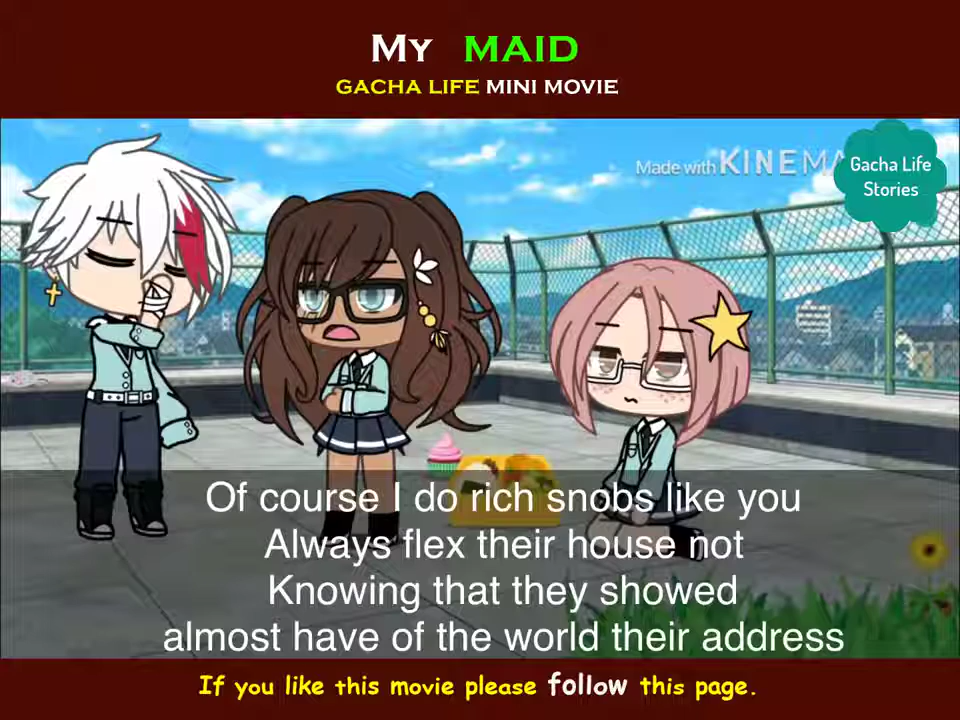 My MAID
GACHA LIFE MINI MOVIE
Made with KINEMA
Gacha Life
Stories
Of course I do rich snobs like you
Always flex their house not
Knowing that they showed
almost have of the world their address
If you like this movie please follow this page.